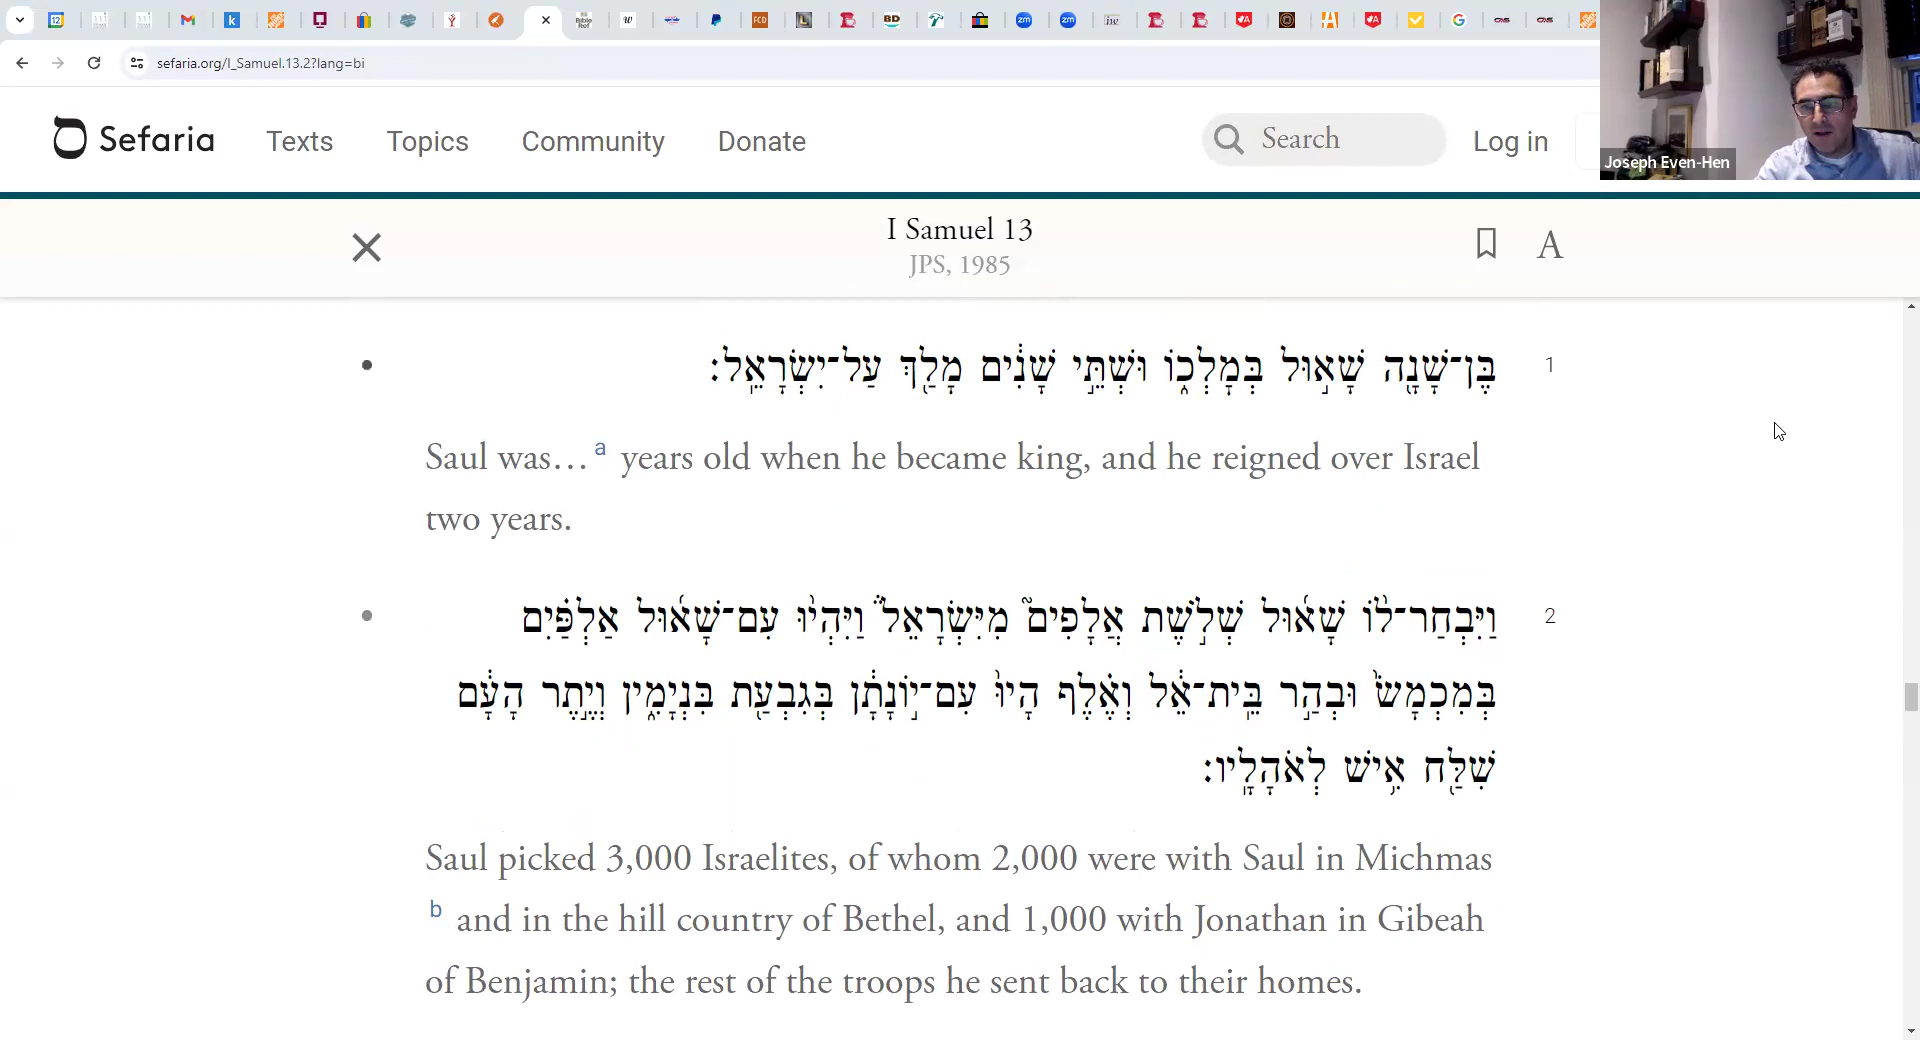 sefaria.org/I_Samuel.13.2?lang=bi
Sefaria Texts Topics Community Donate Search Log in
Joseph Even-Hen
I Samuel 13
JPS, 1985
A
1
בֶּן־שָׁנָ֖ה שָׁא֣וּל בְּמׇלְכ֑וֹ וּשְׁתֵּ֣י שָׁנִ֔ים מָלַ֖ךְ עַל־יִשְׂרָאֵֽל׃
Saul was…a years old when he became king, and he reigned over Israel
two years.
2
וַיִּבְחַר־ל֨וֹ שָׁא֜וּל שְׁלֹ֣שֶׁת אֲלָפִים֮ מִיִּשְׂרָאֵל֒ וַיִּהְי֨וּ עִם־שָׁא֜וּל אַלְפַּ֗יִם
בְּמִכְמָשׂ֙ וּבְהַ֣ר בֵּֽית־אֵ֔ל וְאֶ֗לֶף הָיוּ֙ עִם־י֣וֹנָתָ֔ן בְּגִבְעַ֖ת בִּנְיָמִ֑ין וְיֶ֣תֶר הָעָ֔ם
שִׁלַּ֖ח אִ֥ישׁ לְאֹהָלָֽיו׃
Saul picked 3,000 Israelites, of whom 2,000 were with Saul in Michmas
b and in the hill country of Bethel, and 1,000 with Jonathan in Gibeah
of Benjamin; the rest of the troops he sent back to their homes.